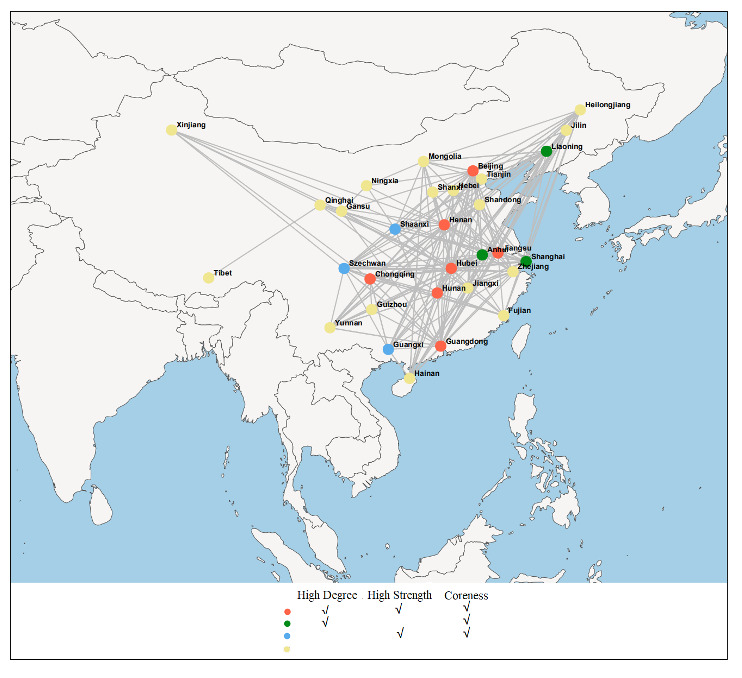 Heilongjiang
Xinjiang
Jilin
Liaoning
Mongolia
Beijing
Tianjin
Ningxia
Shanxi
Hebei
Qinghai
Gansu
Shandong
Henan
Shaanxi
Anhui
Jiangsu
Shanghai
Szechwan
Hubei
Zhejiang
Tibet
Chongqing
Hunan
Jiangxi
Guizhou
Fujian
Yunnan
Guangxi
Guangdong
Hainan
High Degree High Strength Coreness
√ √ √
√ √
√ √